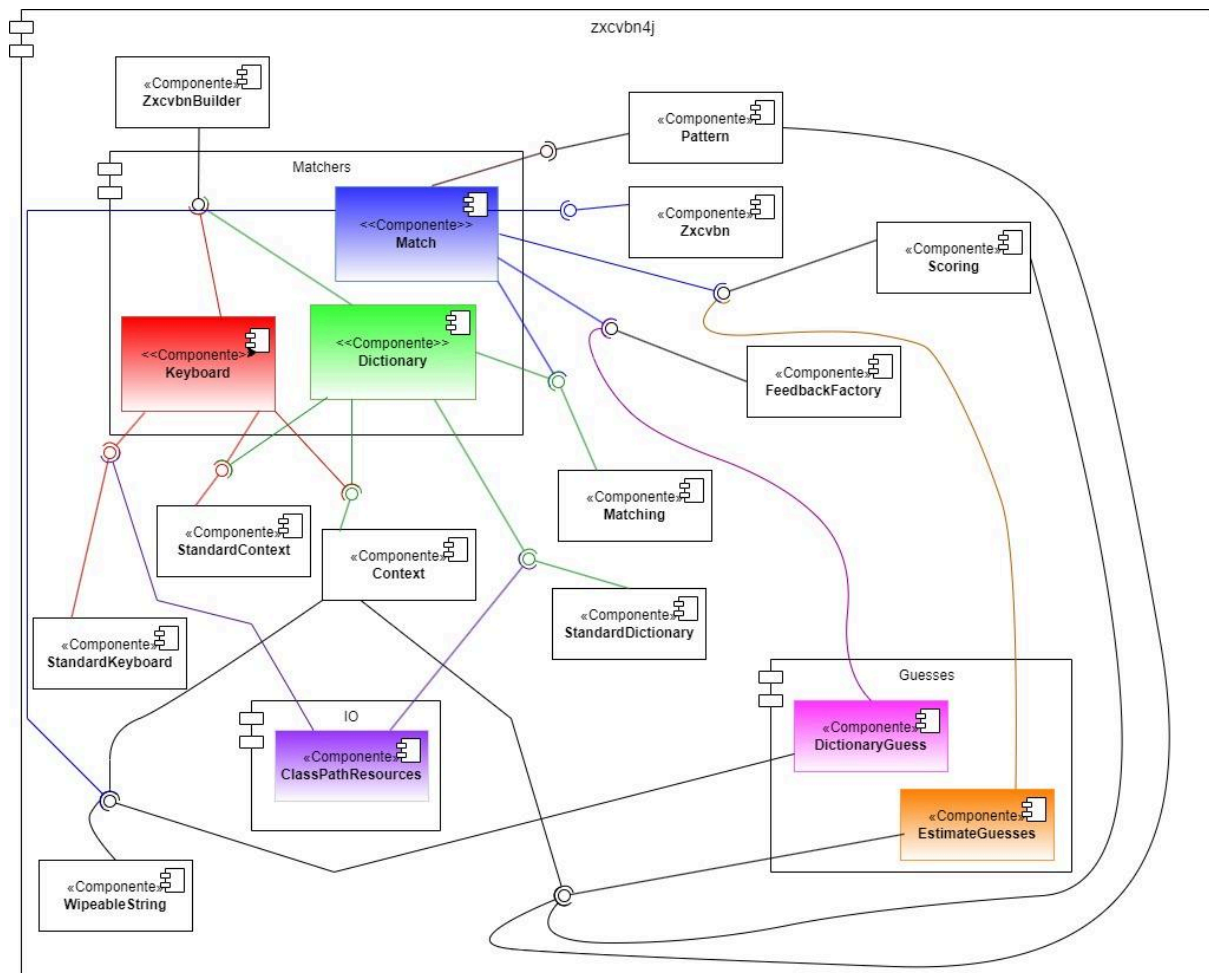 zxcvbn4j
«Componente»
ZxcvbnBuilder
«Componente»
Pattern
Matchers
<<Componente>>
Match
«Componente»
Zxcvbn
«Componente»
Scoring
<<Componente>>
Keyboard
<<Componente>>
Dictionary
«Componente»
FeedbackFactory
«Componente»
Matching
«Componente»
StandardContext
«Componente»
Context
«Componente»
StandardKeyboard
«Componente»
StandardDictionary
Guesses
IO
«Componente»
DictionaryGuess
«Componente»
ClassPathResources
«Componente»
EstimateGuesses
«Componente»
WipeableString